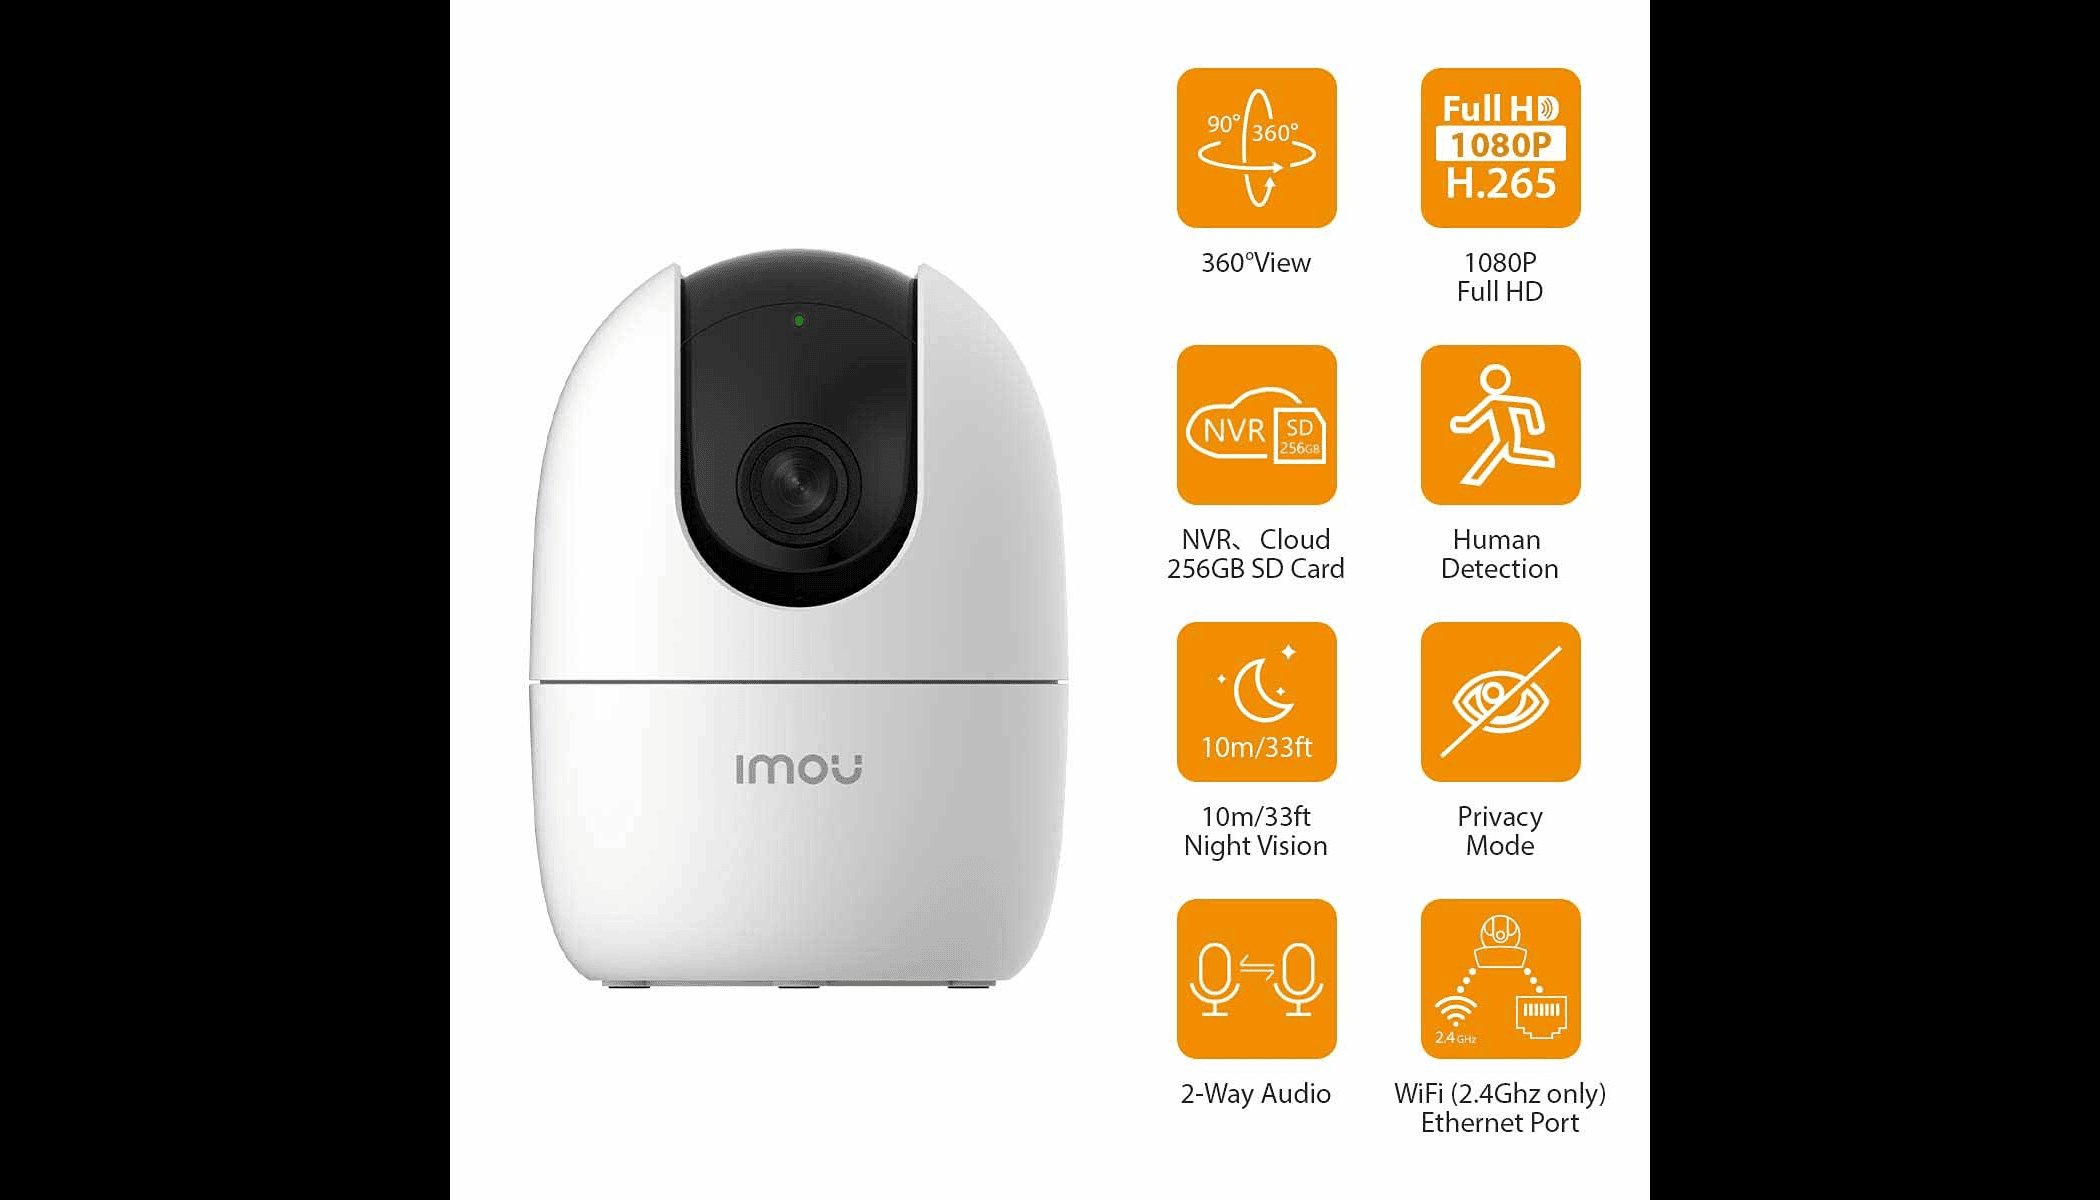 90° 360°
Full HD
1080P
H.265
360°View
1080P
Full HD
NVR SD
256GB
NVR、 Cloud
256GB SD Card
Human
Detection
10m/33ft
10m/33ft
Night Vision
Privacy
Mode
imou
2.4 GHz
2-Way Audio
WiFi (2.4Ghz only)
Ethernet Port